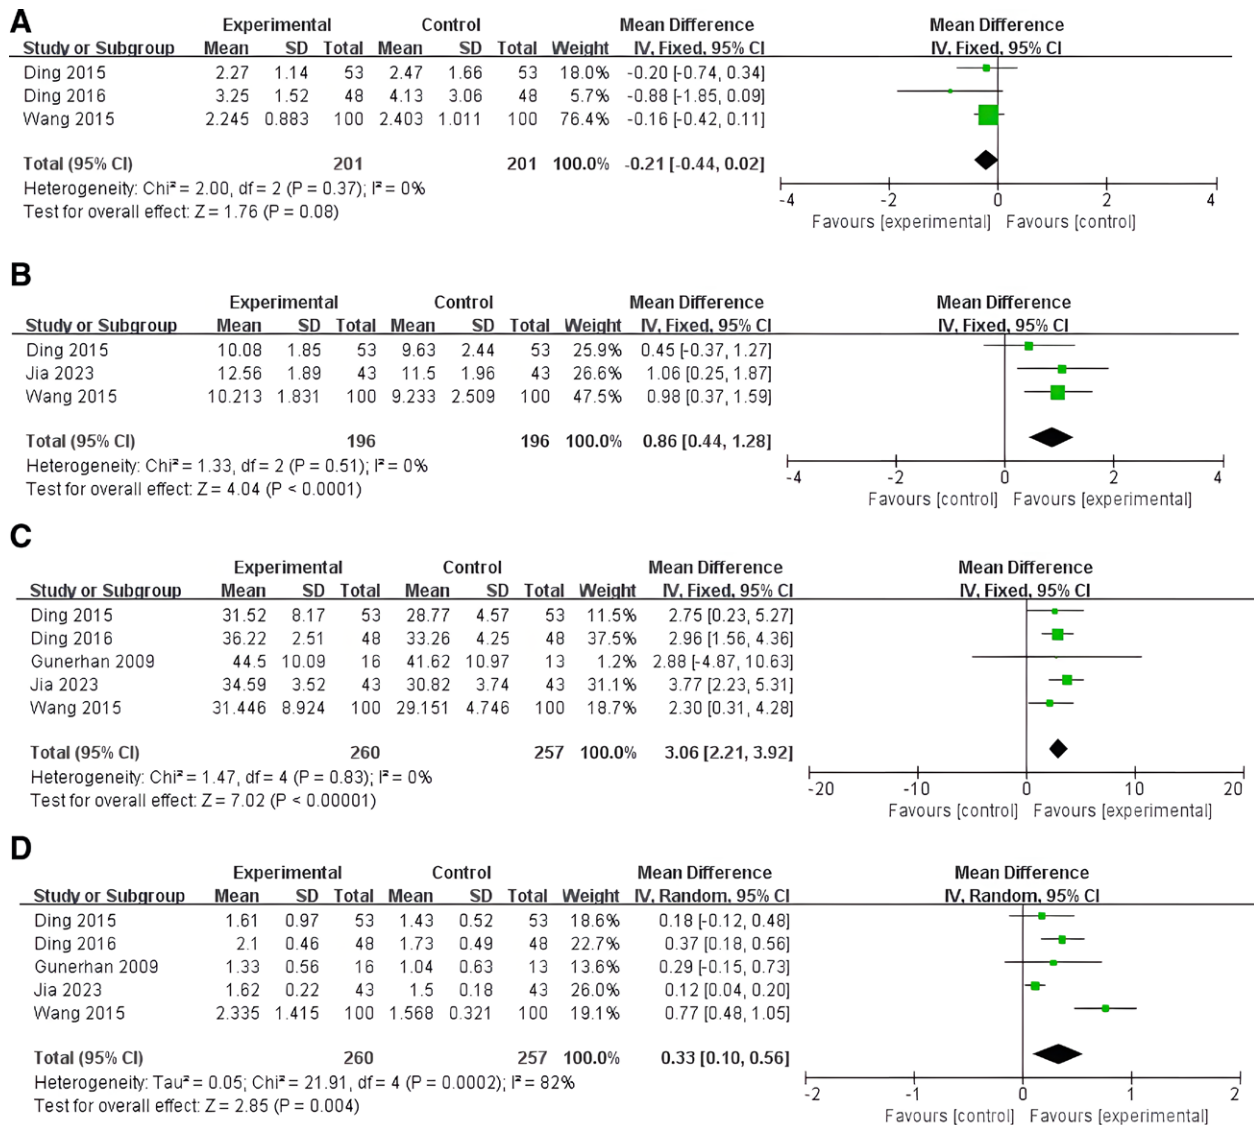 A
Experimental Control Mean Difference Mean Difference
Study or Subgroup Mean SD Total Mean SD Total Weight IV, Fixed, 95% CI IV, Fixed, 95% CI
Ding 2015 2.27 1.14 53 2.47 1.66 53 18.0% -0.20 [-0.74, 0.34]
Ding 2016 3.25 1.52 48 4.13 3.06 48 5.7% -0.88 [-1.85, 0.09]
Wang 2015 2.245 0.883 100 2.403 1.011 100 76.4% -0.16 [-0.42, 0.11]
Total (95% CI) 201 201 100.0% -0.21 [-0.44, 0.02]
Heterogeneity: Chi² = 2.00, df = 2 (P = 0.37); I² = 0%
Test for overall effect: Z = 1.76 (P = 0.08)
-4 -2 0 2 4
Favours [experimental] Favours [control]
B
Experimental Control Mean Difference Mean Difference
Study or Subgroup Mean SD Total Mean SD Total Weight IV, Fixed, 95% CI IV, Fixed, 95% CI
Ding 2015 10.08 1.85 53 9.63 2.44 53 25.9% 0.45 [-0.37, 1.27]
Jia 2023 12.56 1.89 43 11.5 1.96 43 26.6% 1.06 [0.25, 1.87]
Wang 2015 10.213 1.831 100 9.233 2.509 100 47.5% 0.98 [0.37, 1.59]
Total (95% CI) 196 196 100.0% 0.86 [0.44, 1.28]
Heterogeneity: Chi² = 1.33, df = 2 (P = 0.51); I² = 0%
Test for overall effect: Z = 4.04 (P < 0.0001)
-4 -2 0 2 4
Favours [control] Favours [experimental]
C
Experimental Control Mean Difference Mean Difference
Study or Subgroup Mean SD Total Mean SD Total Weight IV, Fixed, 95% CI IV, Fixed, 95% CI
Ding 2015 31.52 8.17 53 28.77 4.57 53 11.5% 2.75 [0.23, 5.27]
Ding 2016 36.22 2.51 48 33.26 4.25 48 37.5% 2.96 [1.56, 4.36]
Gunerhan 2009 44.5 10.09 16 41.62 10.97 13 1.2% 2.88 [-4.87, 10.63]
Jia 2023 34.59 3.52 43 30.82 3.74 43 31.1% 3.77 [2.23, 5.31]
Wang 2015 31.446 8.924 100 29.151 4.746 100 18.7% 2.30 [0.31, 4.28]
Total (95% CI) 260 257 100.0% 3.06 [2.21, 3.92]
Heterogeneity: Chi² = 1.47, df = 4 (P = 0.83); I² = 0%
Test for overall effect: Z = 7.02 (P < 0.00001)
-20 -10 0 10 20
Favours [control] Favours [experimental]
D
Experimental Control Mean Difference Mean Difference
Study or Subgroup Mean SD Total Mean SD Total Weight IV, Random, 95% CI IV, Random, 95% CI
Ding 2015 1.61 0.97 53 1.43 0.52 53 18.6% 0.18 [-0.12, 0.48]
Ding 2016 2.1 0.46 48 1.73 0.49 48 22.7% 0.37 [0.18, 0.56]
Gunerhan 2009 1.33 0.56 16 1.04 0.63 13 13.6% 0.29 [-0.15, 0.73]
Jia 2023 1.62 0.22 43 1.5 0.18 43 26.0% 0.12 [0.04, 0.20]
Wang 2015 2.335 1.415 100 1.568 0.321 100 19.1% 0.77 [0.48, 1.05]
Total (95% CI) 260 257 100.0% 0.33 [0.10, 0.56]
Heterogeneity: Tau² = 0.05; Chi² = 21.91, df = 4 (P = 0.0002); I² = 82%
Test for overall effect: Z = 2.85 (P = 0.004)
-2 -1 0 1 2
Favours [control] Favours [experimental]